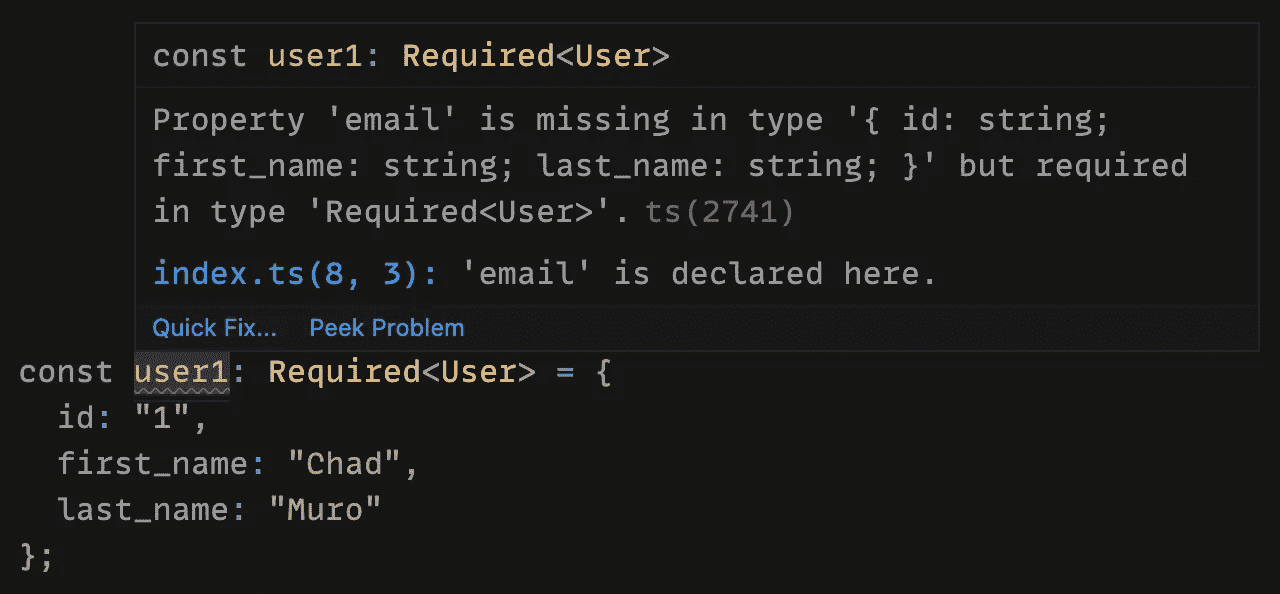 const user1: Required<User>
Property 'email' is missing in type '{ id: string;
first_name: string; last_name: string; }' but required
in type 'Required<User>'. ts(2741)
index.ts(8, 3): 'email' is declared here.
Quick Fix... Peek Problem
const user1: Required<User> = {
  id: "1",
  first_name: "Chad",
  last_name: "Muro"
};